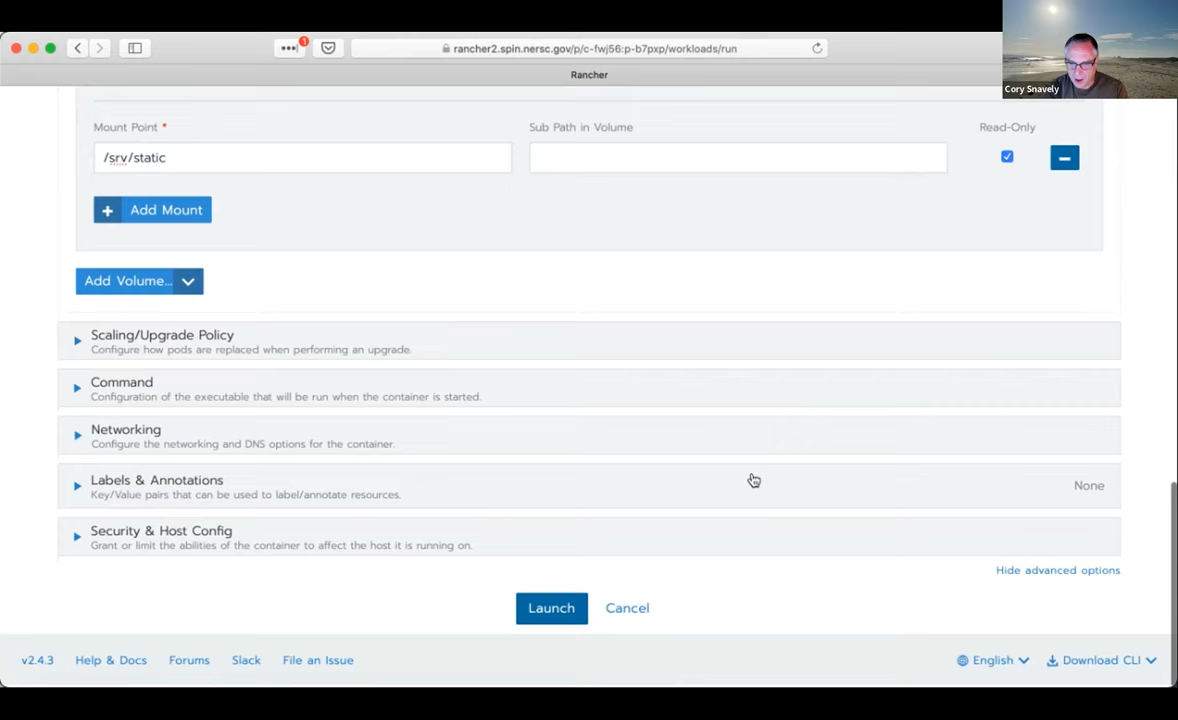 rancher2.spin.nersc.gov/p/c-fwj56:p-b7pxp/workloads/run
1
Rancher
Cory Snavely
Mount Point *
Sub Path in Volume
Read-Only
/srv/static
Add Mount
Add Volume...
Scaling/Upgrade Policy
Configure how pods are replaced when performing an upgrade.
Command
Configuration of the executable that will be run when the container is started.
Networking
Configure the networking and DNS options for the container.
Labels & Annotations
Key/Value pairs that can be used to label/annotate resources.
None
Security & Host Config
Grant or limit the abilities of the container to affect the host it is running on.
Hide advanced options
Launch
Cancel
v2.4.3
Help & Docs
Forums
Slack
File an Issue
English
Download CLI